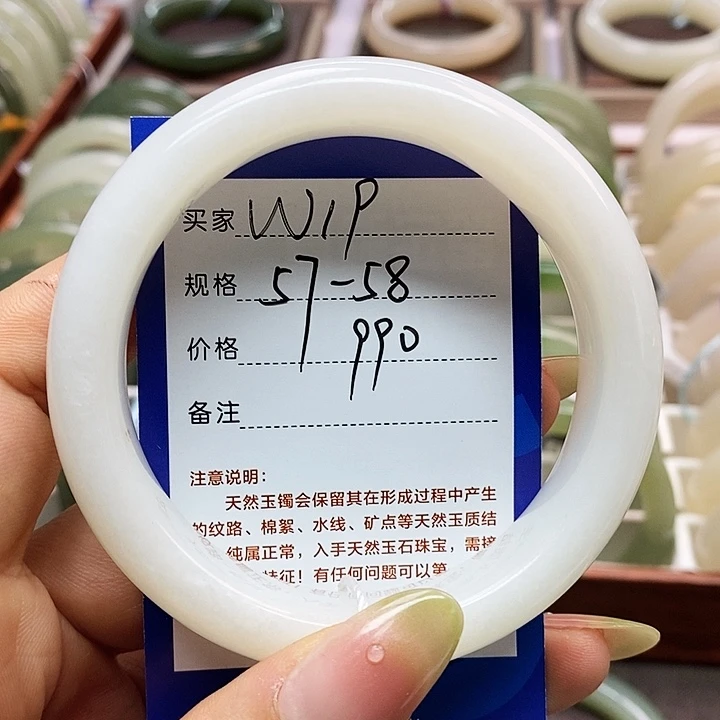 买家 W1P
规格 57-58
价格 990
备注
注意说明:
天然玉镯会保留其在形成过程中产生
的纹路、棉絮、水线、矿点等天然玉质结
纯属正常，入手天然玉石珠宝，需接
特征！有任何问题可以第